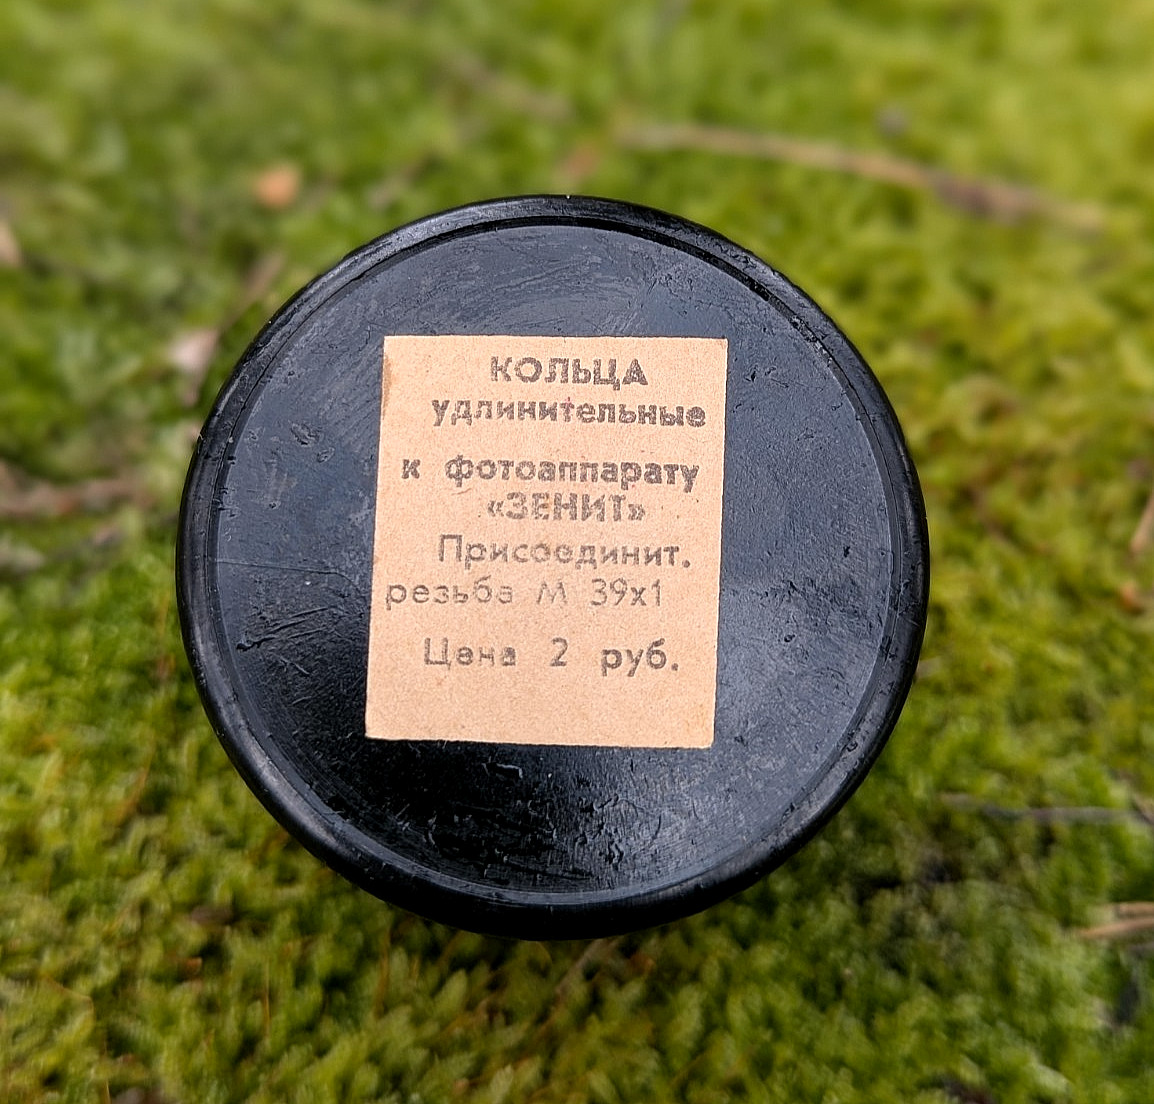 КОЛЬЦА
удлинительные
к фотоаппарату
«ЗЕНИТ»
Присоединит.
резьба М 39х1
Цена 2 руб.